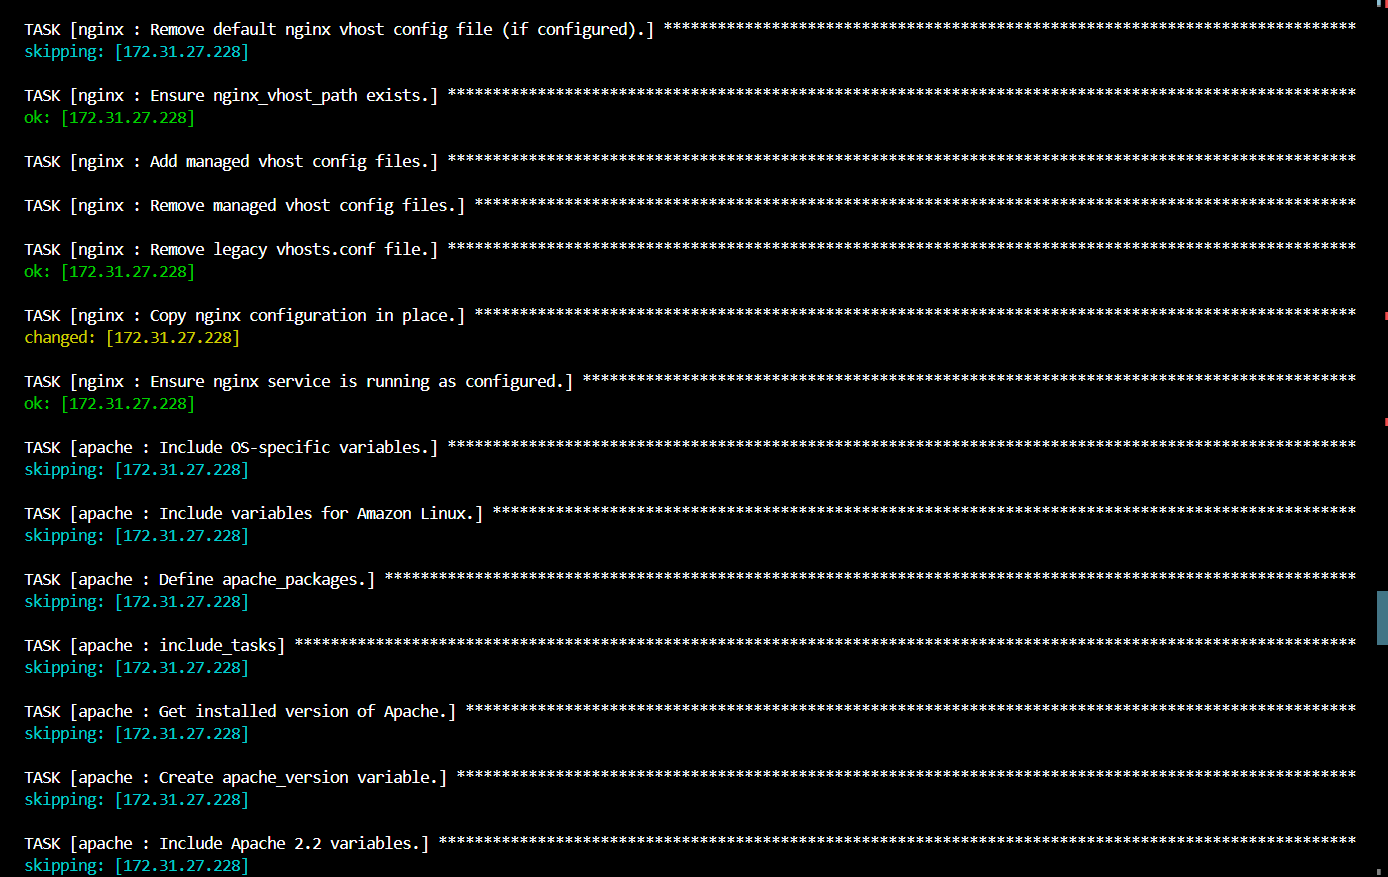 TASK [nginx : Remove default nginx vhost config file (if configured).] *****************************************************************************
skipping: [172.31.27.228]
TASK [nginx : Ensure nginx_vhost_path exists.] *****************************************************************************************************
ok: [172.31.27.228]
TASK [nginx : Add managed vhost config files.] *****************************************************************************************************
TASK [nginx : Remove managed vhost config files.] **************************************************************************************************
TASK [nginx : Remove legacy vhosts.conf file.] *****************************************************************************************************
ok: [172.31.27.228]
TASK [nginx : Copy nginx configuration in place.] **************************************************************************************************
changed: [172.31.27.228]
TASK [nginx : Ensure nginx service is running as configured.] **************************************************************************************
ok: [172.31.27.228]
TASK [apache : Include OS-specific variables.] *****************************************************************************************************
skipping: [172.31.27.228]
TASK [apache : Include variables for Amazon Linux.] ************************************************************************************************
skipping: [172.31.27.228]
TASK [apache : Define apache_packages.] ************************************************************************************************************
skipping: [172.31.27.228]
TASK [apache : include_tasks] **********************************************************************************************************************
skipping: [172.31.27.228]
TASK [apache : Get installed version of Apache.] ***************************************************************************************************
skipping: [172.31.27.228]
TASK [apache : Create apache_version variable.] ****************************************************************************************************
skipping: [172.31.27.228]
TASK [apache : Include Apache 2.2 variables.] ******************************************************************************************************
skipping: [172.31.27.228]